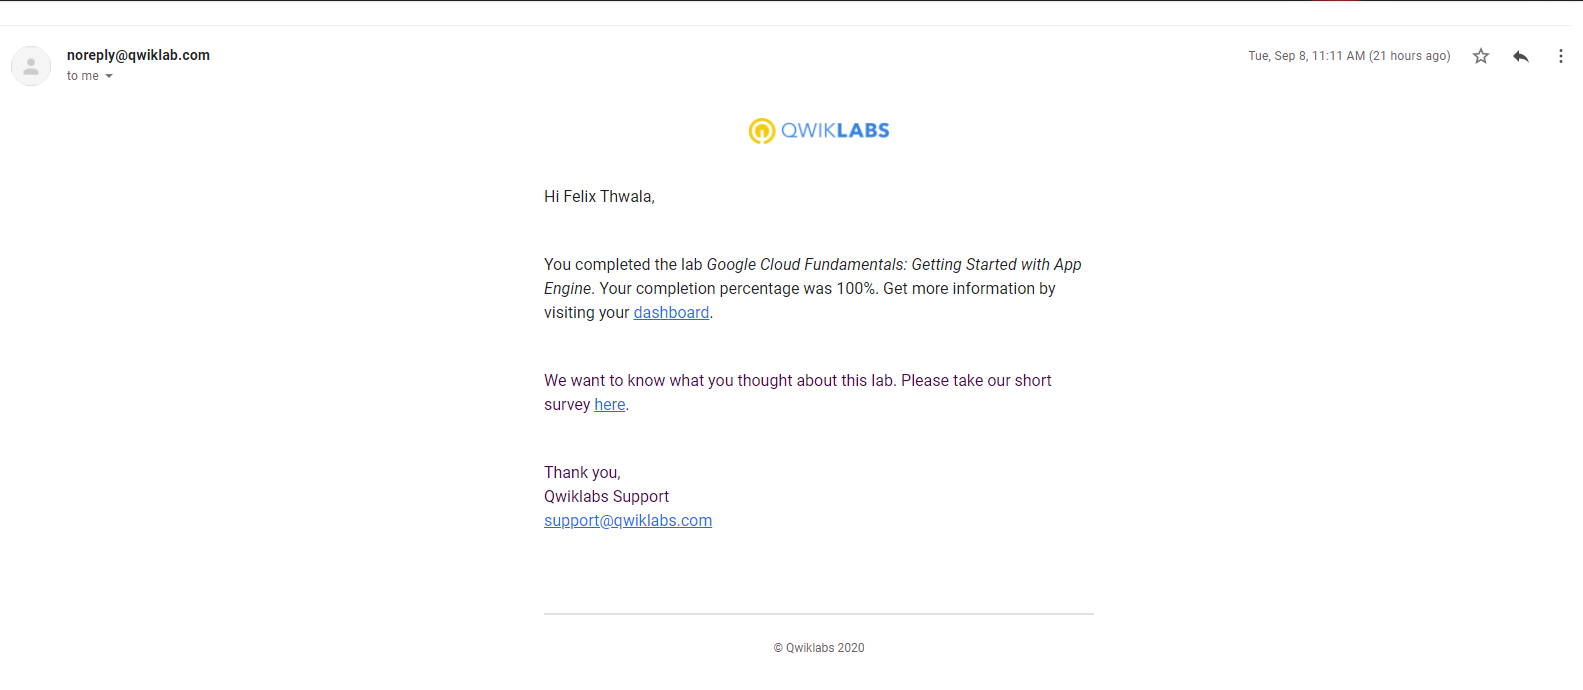 noreply@qwiklab.com
Tue, Sep 8, 11:11 AM (21 hours ago)
to me
QWIKLABS
Hi Felix Thwala,
You completed the lab Google Cloud Fundamentals: Getting Started with App
Engine. Your completion percentage was 100%. Get more information by
visiting your dashboard.
We want to know what you thought about this lab. Please take our short
survey here.
Thank you,
Qwiklabs Support
support@qwiklabs.com
© Qwiklabs 2020